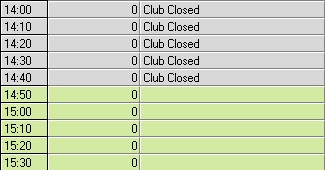 14:00 0 Club Closed
14:10 0 Club Closed
14:20 0 Club Closed
14:30 0 Club Closed
14:40 0 Club Closed
14:50 0
15:00 0
15:10 0
15:20 0
15:30 0